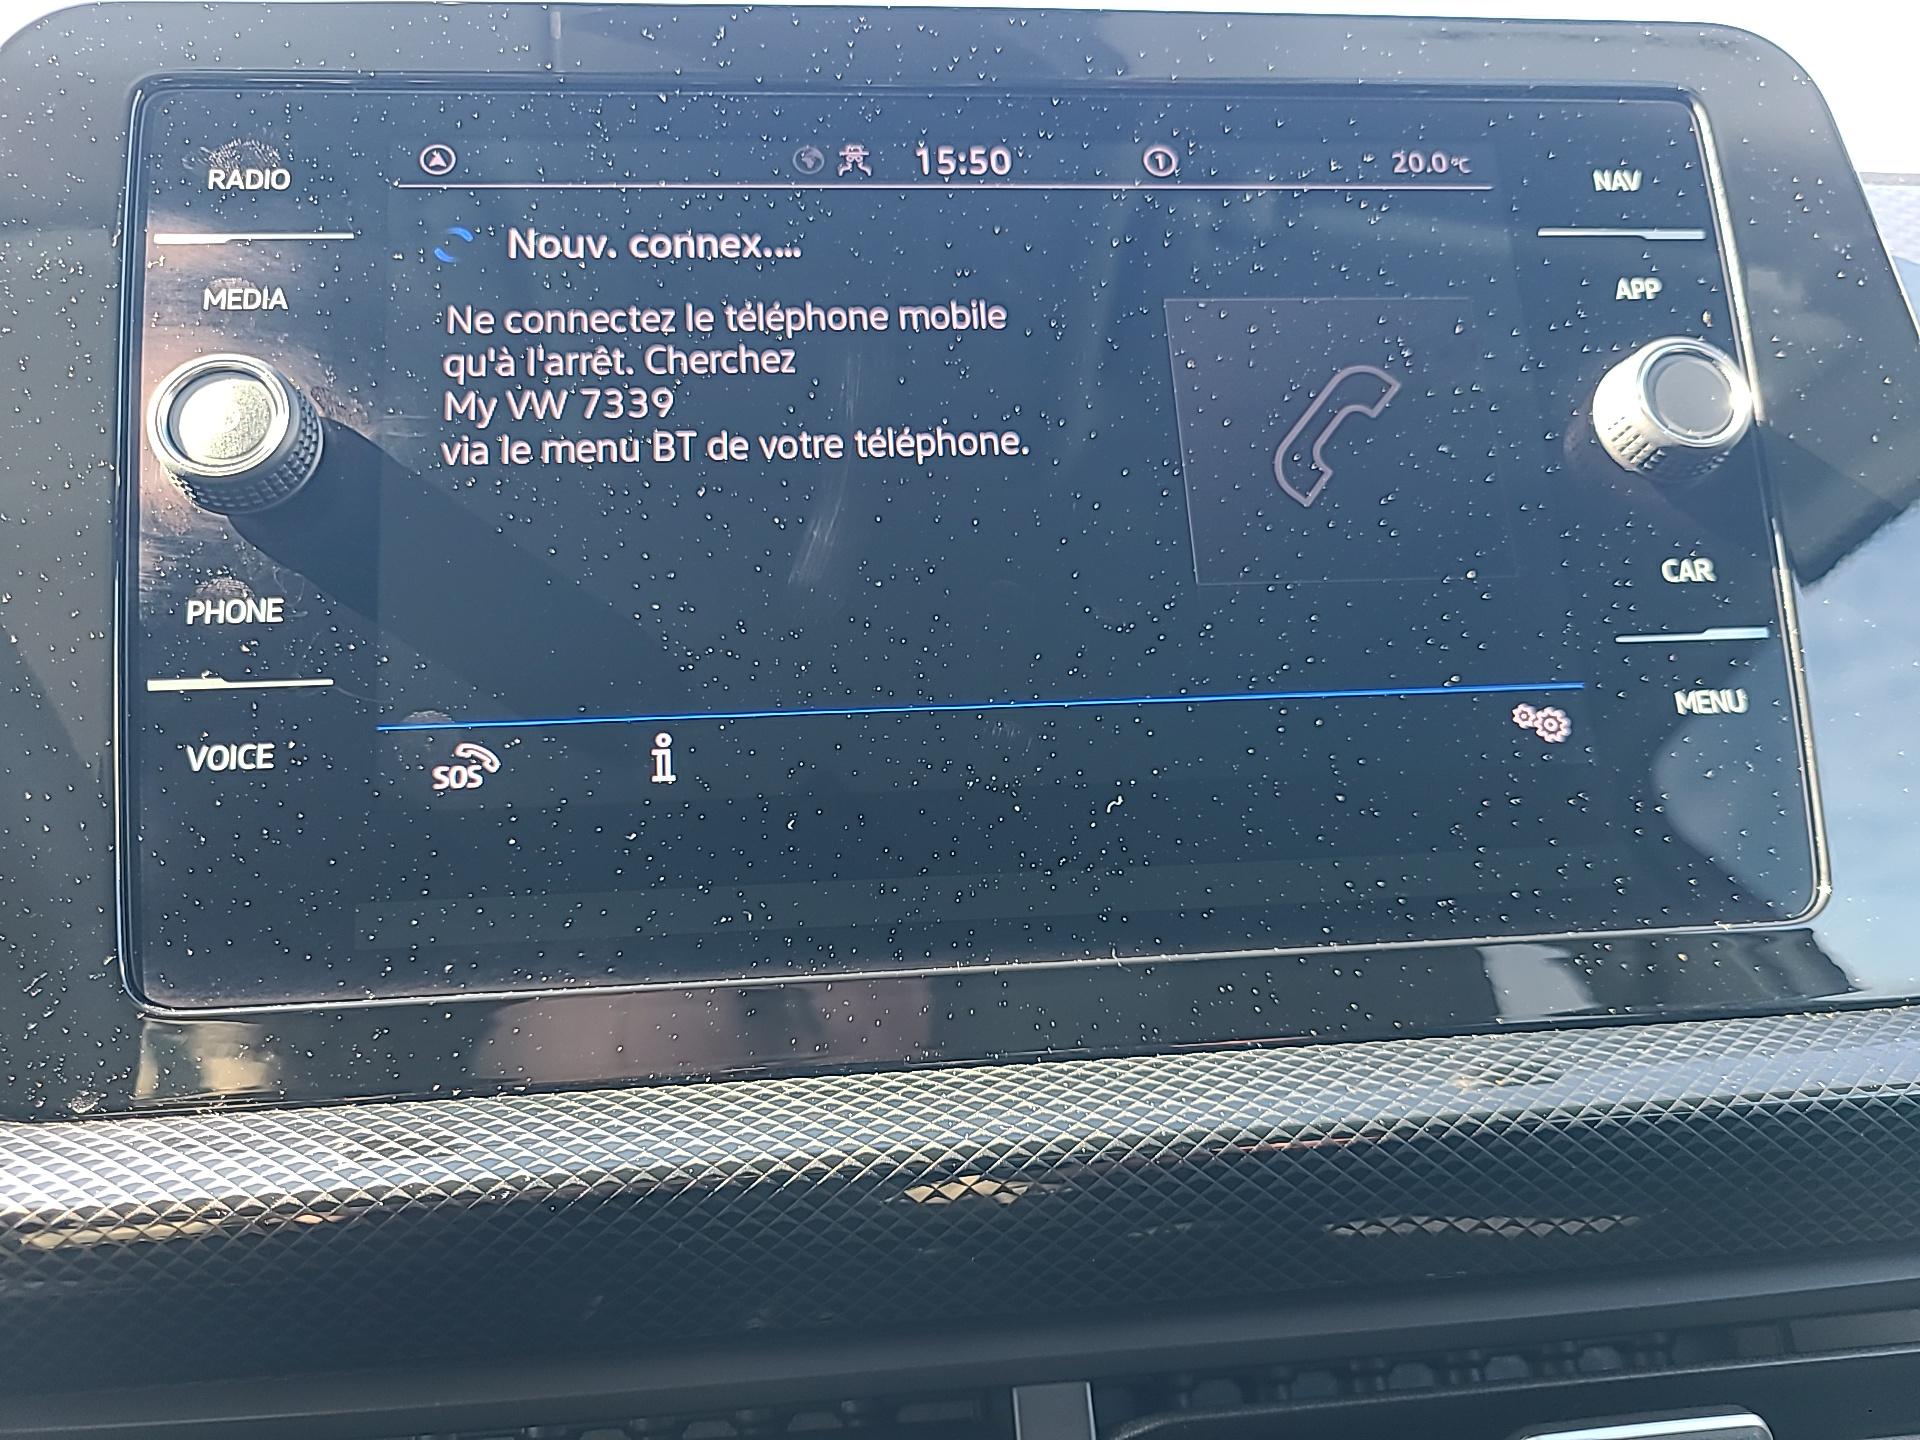 RADIO
MEDIA
PHONE
VOICE
15:50
1
20.0°C
Nouv. connex....
Ne connectez le téléphone mobile
qu'à l'arrêt. Cherchez
My VW 7339
via le menu BT de votre téléphone.
SOS
i
NAV
APP
CAR
MENU